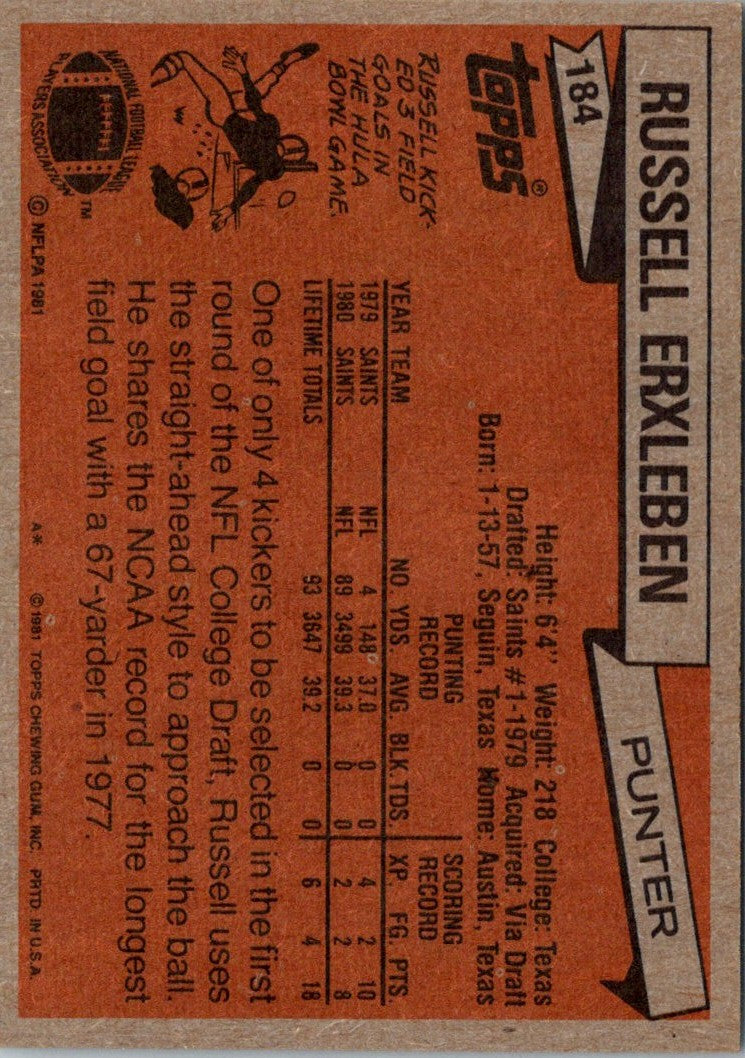 184
RUSSELL ERXLEBEN
PUNTER
TOPPS®
Height: 6'4" Weight: 218 College: Texas
Drafted: Saints #1-1979 Acquired: Via Draft
Born: 1-13-57, Seguin, Texas Home: Austin, Texas
RUSSELL KICK-
ED 3 FIELD
GOALS IN
THE HULA
BOWL GAME.
PUNTING RECORD SCORING RECORD
YEAR TEAM NO. YDS. AVG. BLK. TDS. XP. FG. PTS.
1979 SAINTS NFL 4 148 37.0 0 0 4 2 10
1980 SAINTS NFL 89 3499 39.3 0 0 2 2 8
LIFETIME TOTALS 93 3647 39.2 0 0 6 4 18
One of only 4 kickers to be selected in the first
round of the NFL College Draft, Russell uses
the straight-ahead style to approach the ball.
He shares the NCAA record for the longest
field goal with a 67-yarder in 1977.
NATIONAL FOOTBALL LEAGUE
PLAYERS ASSOCIATION
TM
© NFLPA 1981
A* © 1981 TOPPS CHEWING GUM, INC. PRTD. IN U.S.A.